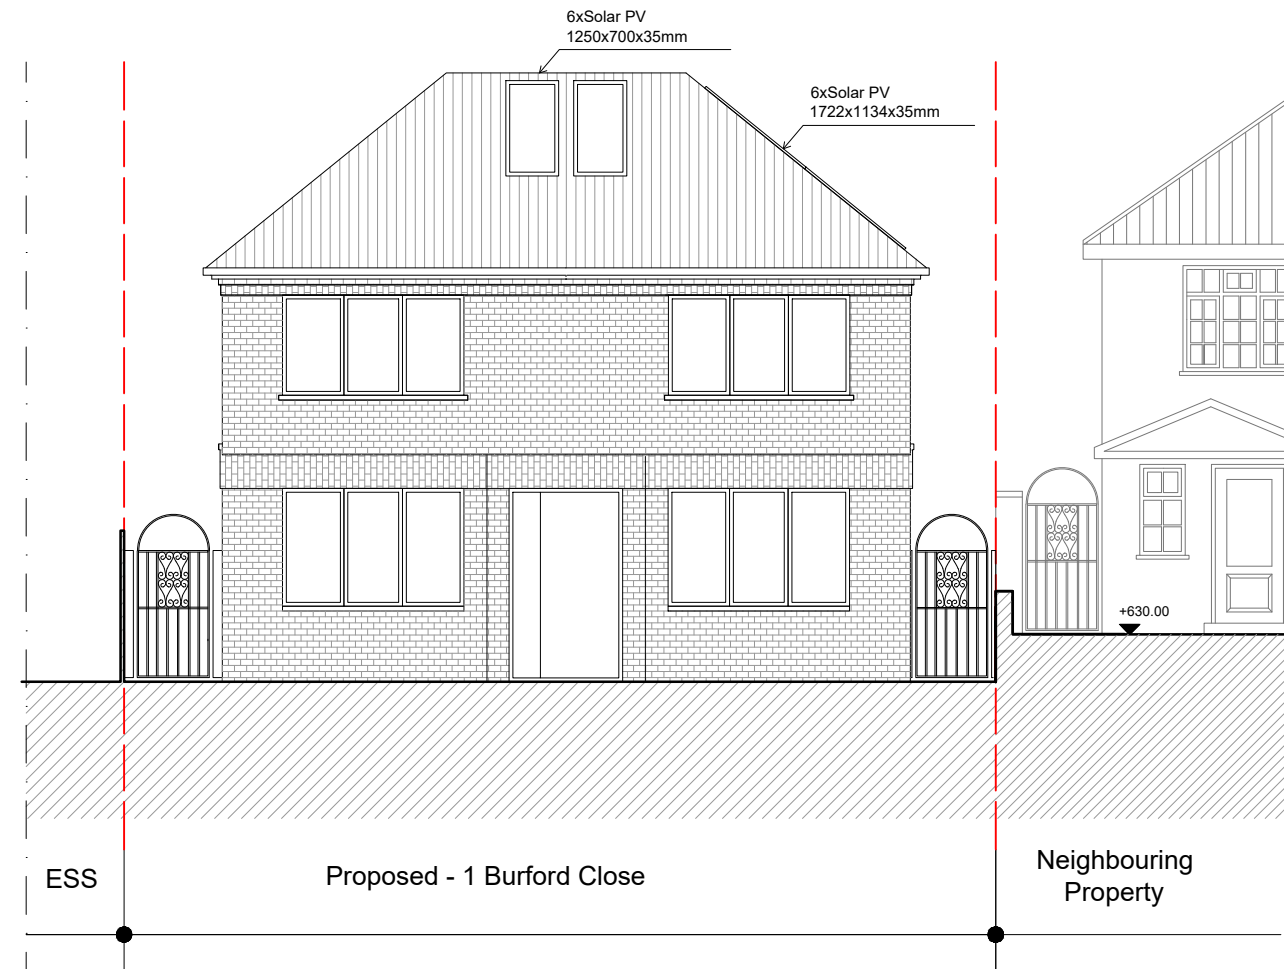 6xSolar PV
1250x700x35mm
6xSolar PV
1722x1134x35mm
+630.00
ESS
Proposed - 1 Burford Close
Neighbouring
Property